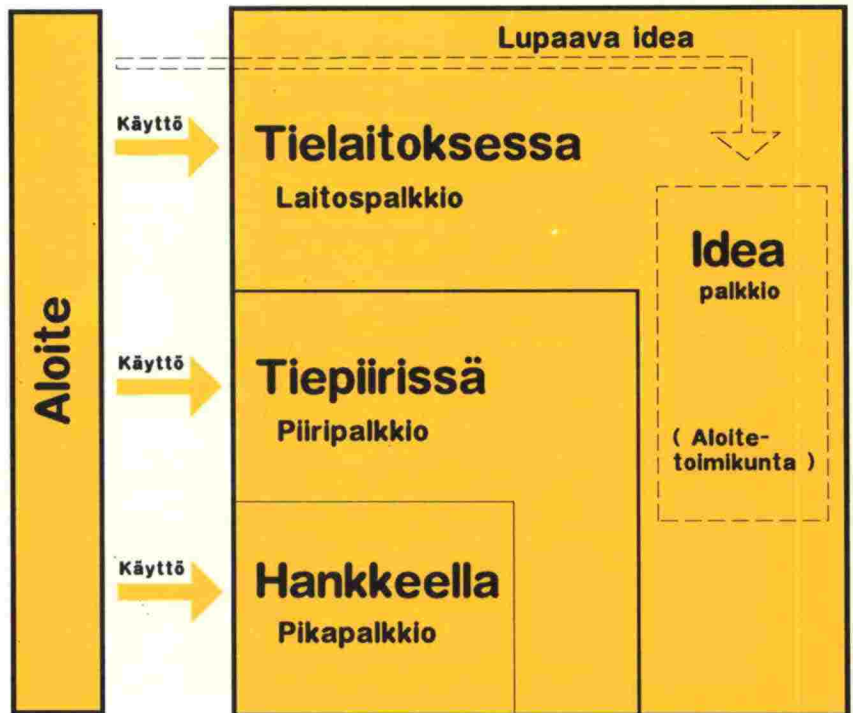 Aloite
Lupaava idea
Käyttö
Tielaitoksessa
Laitospalkkio
Idea
palkkio
( Aloite-
toimikunta )
Käyttö
Tiepiirissä
Piiripalkkio
Käyttö
Hankkeella
Pikapalkkio